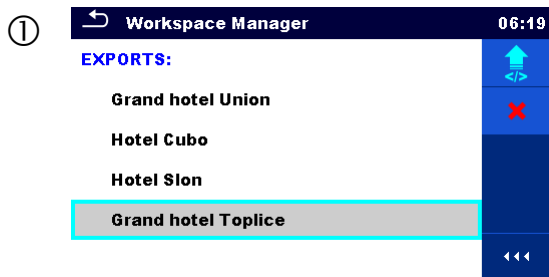 ①
Workspace Manager 06:19
EXPORTS:
</>
Grand hotel Union
Hotel Cubo
Hotel Slon
Grand hotel Toplice